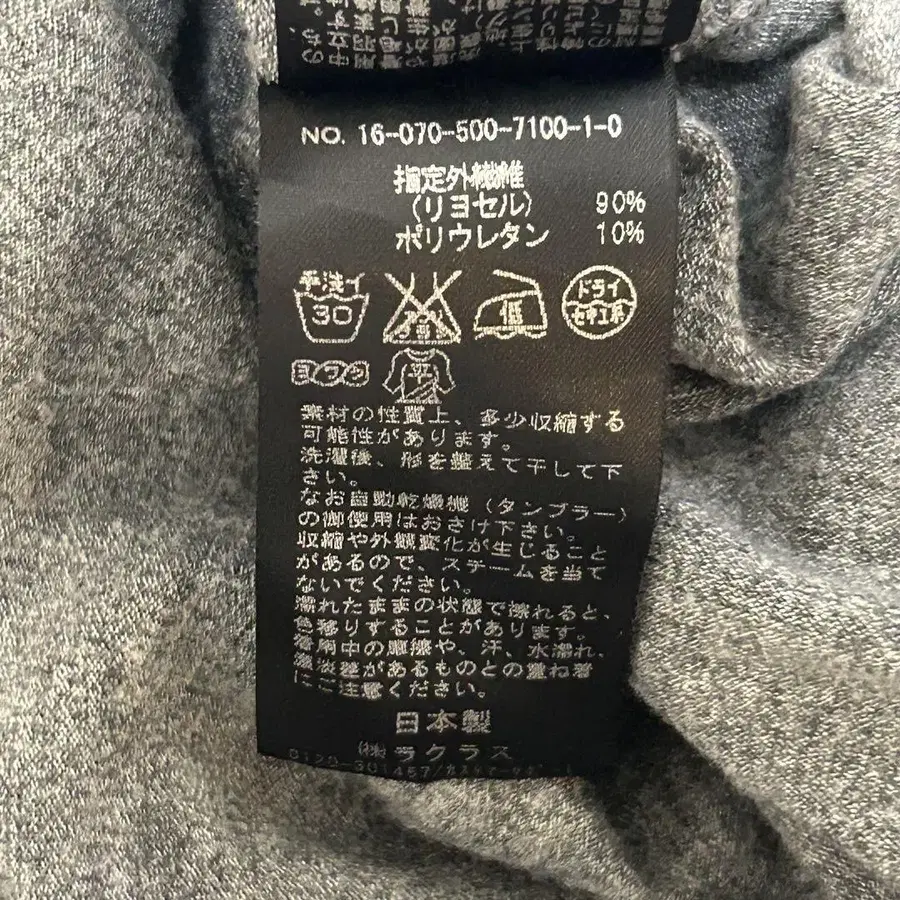 NO. 16-070-500-7100-1-0
指定外繊維
(リヨセル) 90%
ポリウレタン 10%
手洗イ
30
低
ドライ
セキユ系
ヨワク
平
素材の性質上、多少収縮する
可能性があります。
洗濯後、形を整えて干して下
さい。
なお自動乾燥機（タンブラー）
の御使用はおさけ下さい。
収縮や外観変化が生じること
があるので、スチームを当て
ないでください。
濡れたままの状態で擦れると、
色移りすることがあります。
着用中の摩擦や、汗、水濡れ、
濃淡差があるものとの重ね着
にご注意ください。
日本製
㈱ ラクラス